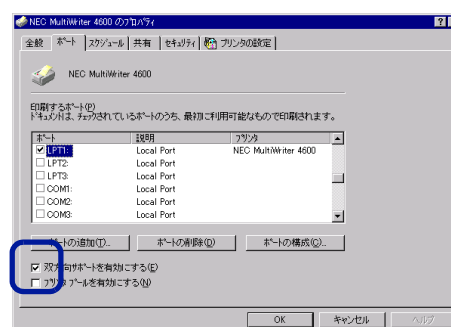 NEC MultiWriter 4600 のプロパティ
全般 ポート スケジュール 共有 セキュリティ プリンタの設定
NEC MultiWriter 4600
印刷するポート(P)
ドキュメントは、チェックされているポートのうち、最初に利用可能なもので印刷されます。
ポート 説明 プリンタ
LPT1: Local Port NEC MultiWriter 4600
LPT2: Local Port
LPT3: Local Port
COM1: Local Port
COM2: Local Port
COM3: Local Port
ポートの追加(T)... ポートの削除(D) ポートの構成(C)...
双方向サポートを有効にする(E)
プリンタ プールを有効にする(N)
OK キャンセル ヘルプ